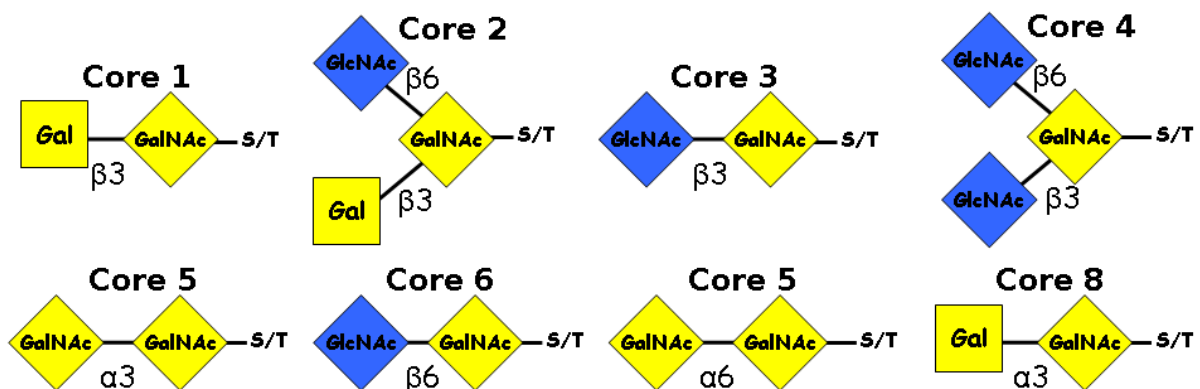 Core 1
Gal
GalNAc
S/T
β3
Core 2
GlcNAc
β6
GalNAc
S/T
Gal
β3
Core 3
GlcNAc
GalNAc
S/T
β3
Core 4
GlcNAc
β6
GalNAc
S/T
GlcNAc
β3
Core 5
GalNAc
GalNAc
S/T
α3
Core 6
GlcNAc
GalNAc
S/T
β6
Core 5
GalNAc
GalNAc
S/T
α6
Core 8
Gal
GalNAc
S/T
α3